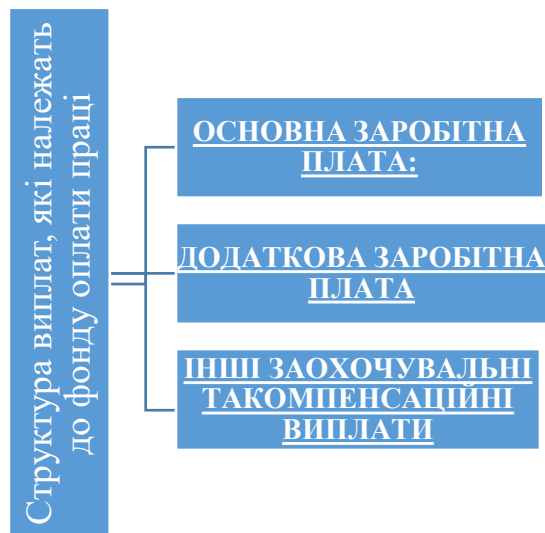 Структура виплат, які належать
до фонду оплати праці
ОСНОВНА ЗАРОБІТНА
ПЛАТА:
ДОДАТКОВА ЗАРОБІТНА
ПЛАТА
ІНШІ ЗАОХОЧУВАЛЬНІ
ТАКОМПЕНСАЦІЙНІ
ВИПЛАТИ